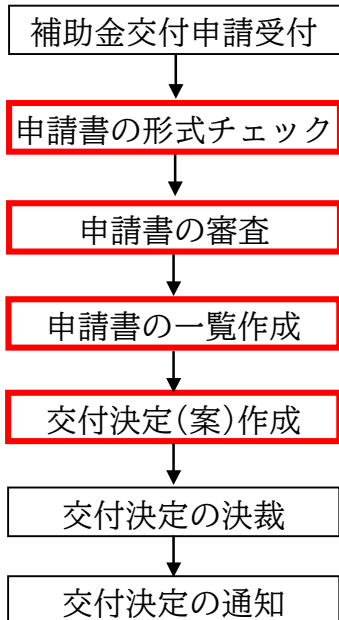 補助金交付申請受付
申請書の形式チェック
申請書の審査
申請書の一覧作成
交付決定(案)作成
交付決定の決裁
交付決定の通知